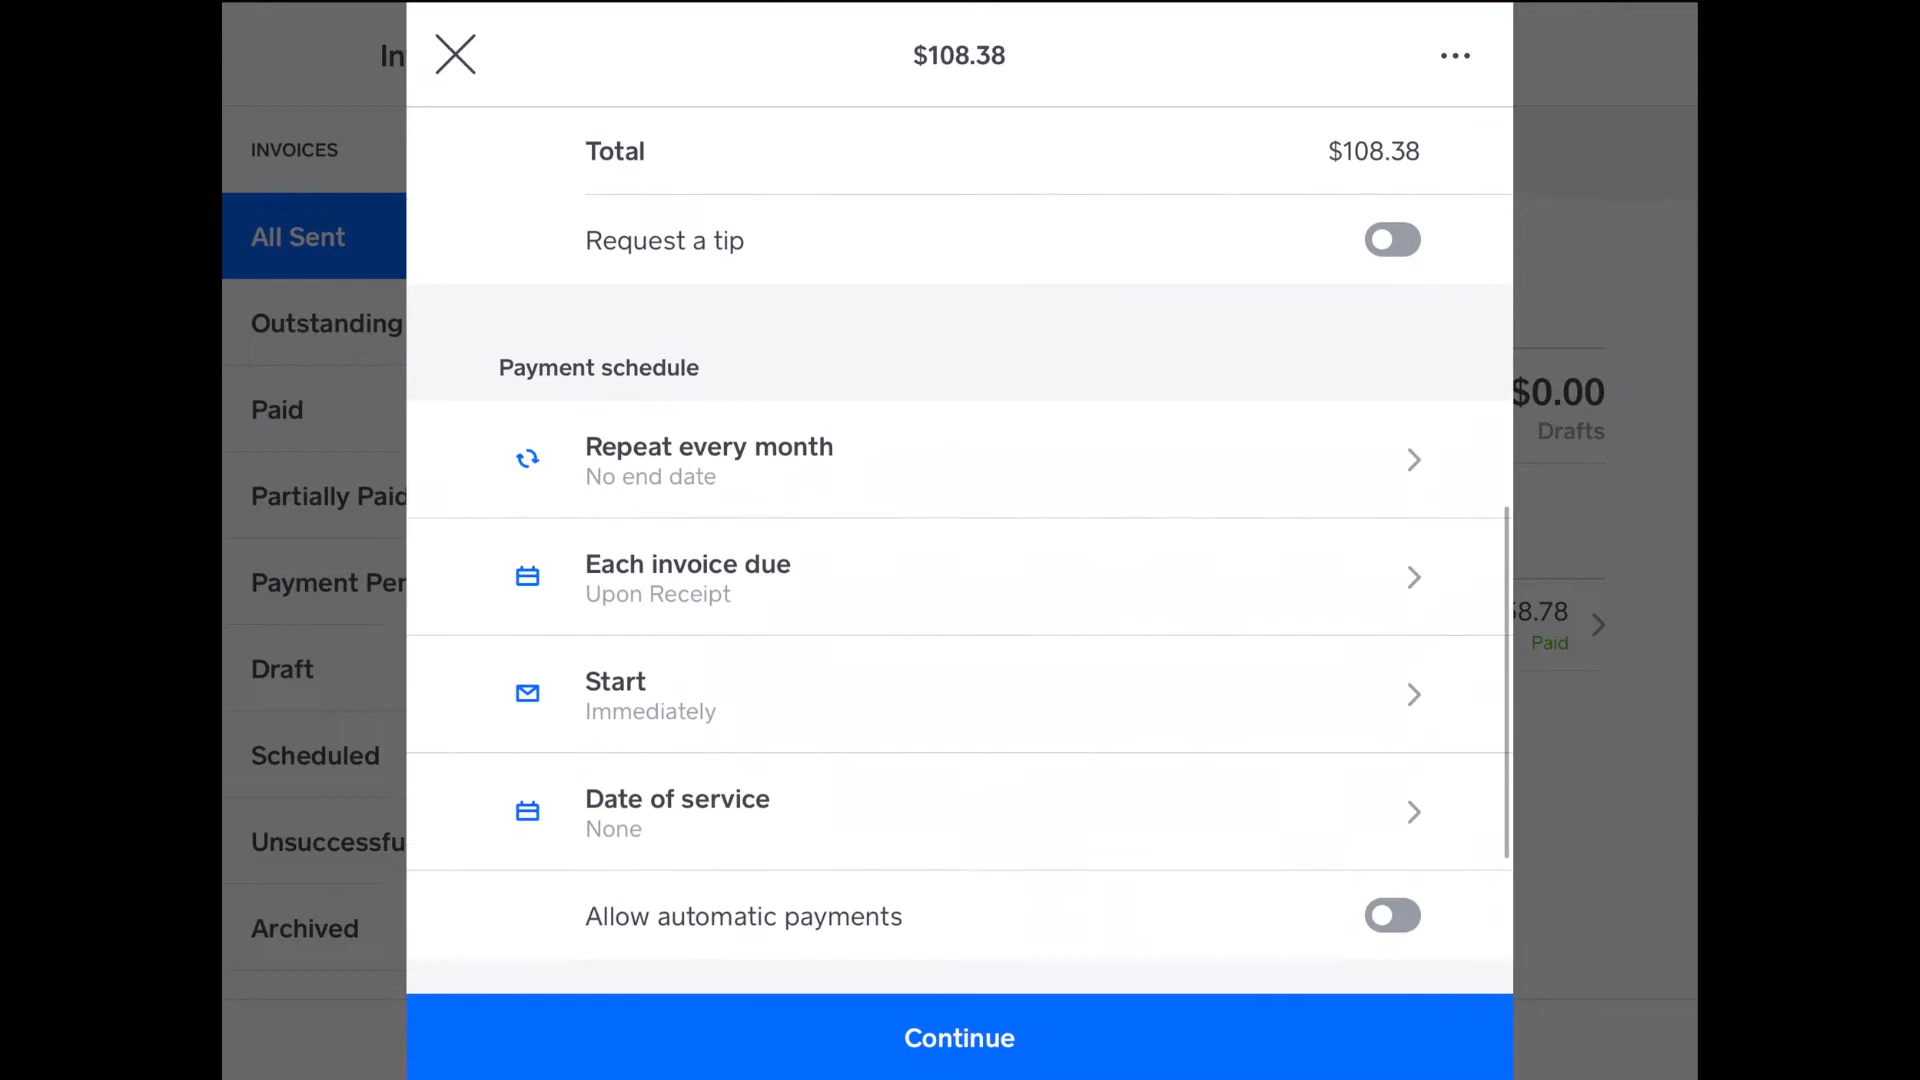 In
$108.38
INVOICES
All Sent
Outstanding
Paid
Partially Paid
Payment Per
Draft
Scheduled
Unsuccessfu
Archived
Total $108.38
Request a tip
Payment schedule
Repeat every month
No end date
Each invoice due
Upon Receipt
Start
Immediately
Date of service
None
Allow automatic payments
Continue
$0.00
Drafts
8.78
Paid